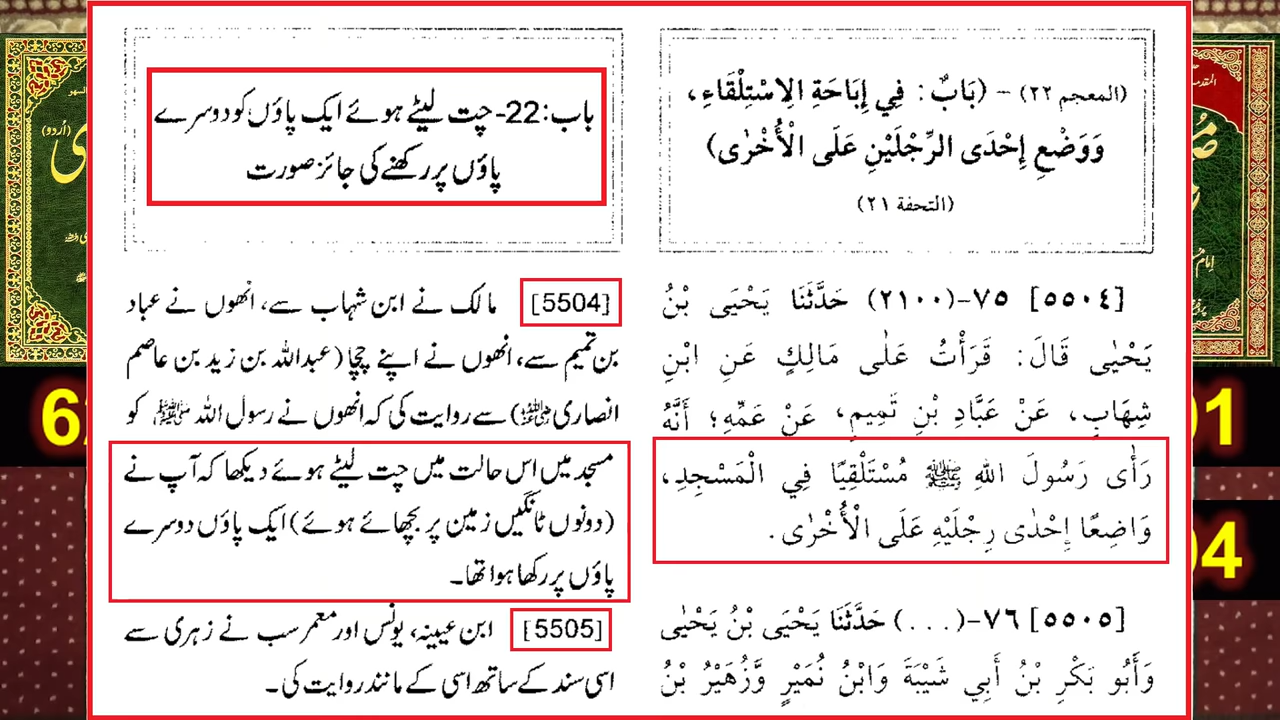 (المعجم ٢٢) - (بَابٌ: فِي إِبَاحَةِ الِاسْتِلْقَاءِ،
وَوَضْعِ إِحْدَى الرِّجْلَيْنِ عَلَى الْأُخْرٰى)
(التحفة ٢١)
[٥٥٠٤] ٧٥-(٢١٠٠) حَدَّثَنَا يَحْيَى بْنُ
يَحْيٰى قَالَ: قَرَأْتُ عَلٰى مَالِكٍ عَنِ ابْنِ
شِهَابٍ، عَنْ عَبَّادِ بْنِ تَمِيمٍ، عَنْ عَمِّهِ؛ أَنَّهُ
رَأٰى رَسُولَ اللهِ ﷺ مُسْتَلْقِيًا فِي الْمَسْجِدِ،
وَاضِعًا إِحْدٰى رِجْلَيْهِ عَلَى الْأُخْرٰى.
[٥٥٠٥] ٧٦-(...) حَدَّثَنَا يَحْيَى بْنُ يَحْيٰى
وَأَبُو بَكْرِ بْنُ أَبِي شَيْبَةَ وَابْنُ نُمَيْرٍ وَزُهَيْرُ بْنُ
باب:22- چت لیٹے ہوئے ایک پاؤں کو دوسرے
پاؤں پر رکھنے کی جائز صورت
[5504] مالک نے ابن شہاب سے، انھوں نے عباد
بن تمیم سے، انھوں نے اپنے چچا (عبداللہ بن زید بن عاصم
انصاری رضی اللہ عنہ) سے روایت کی کہ انھوں نے رسول اللہ ﷺ کو
مسجد میں اس حالت میں چت لیٹے ہوئے دیکھا کہ آپ نے
(دونوں ٹانگیں زمین پر بچھائے ہوئے) ایک پاؤں دوسرے
پاؤں پر رکھا ہوا تھا۔
[5505] ابن عیینہ، یونس اور معمر سب نے زہری سے
اسی سند کے ساتھ اسی کے مانند روایت کی۔
(اُردو)